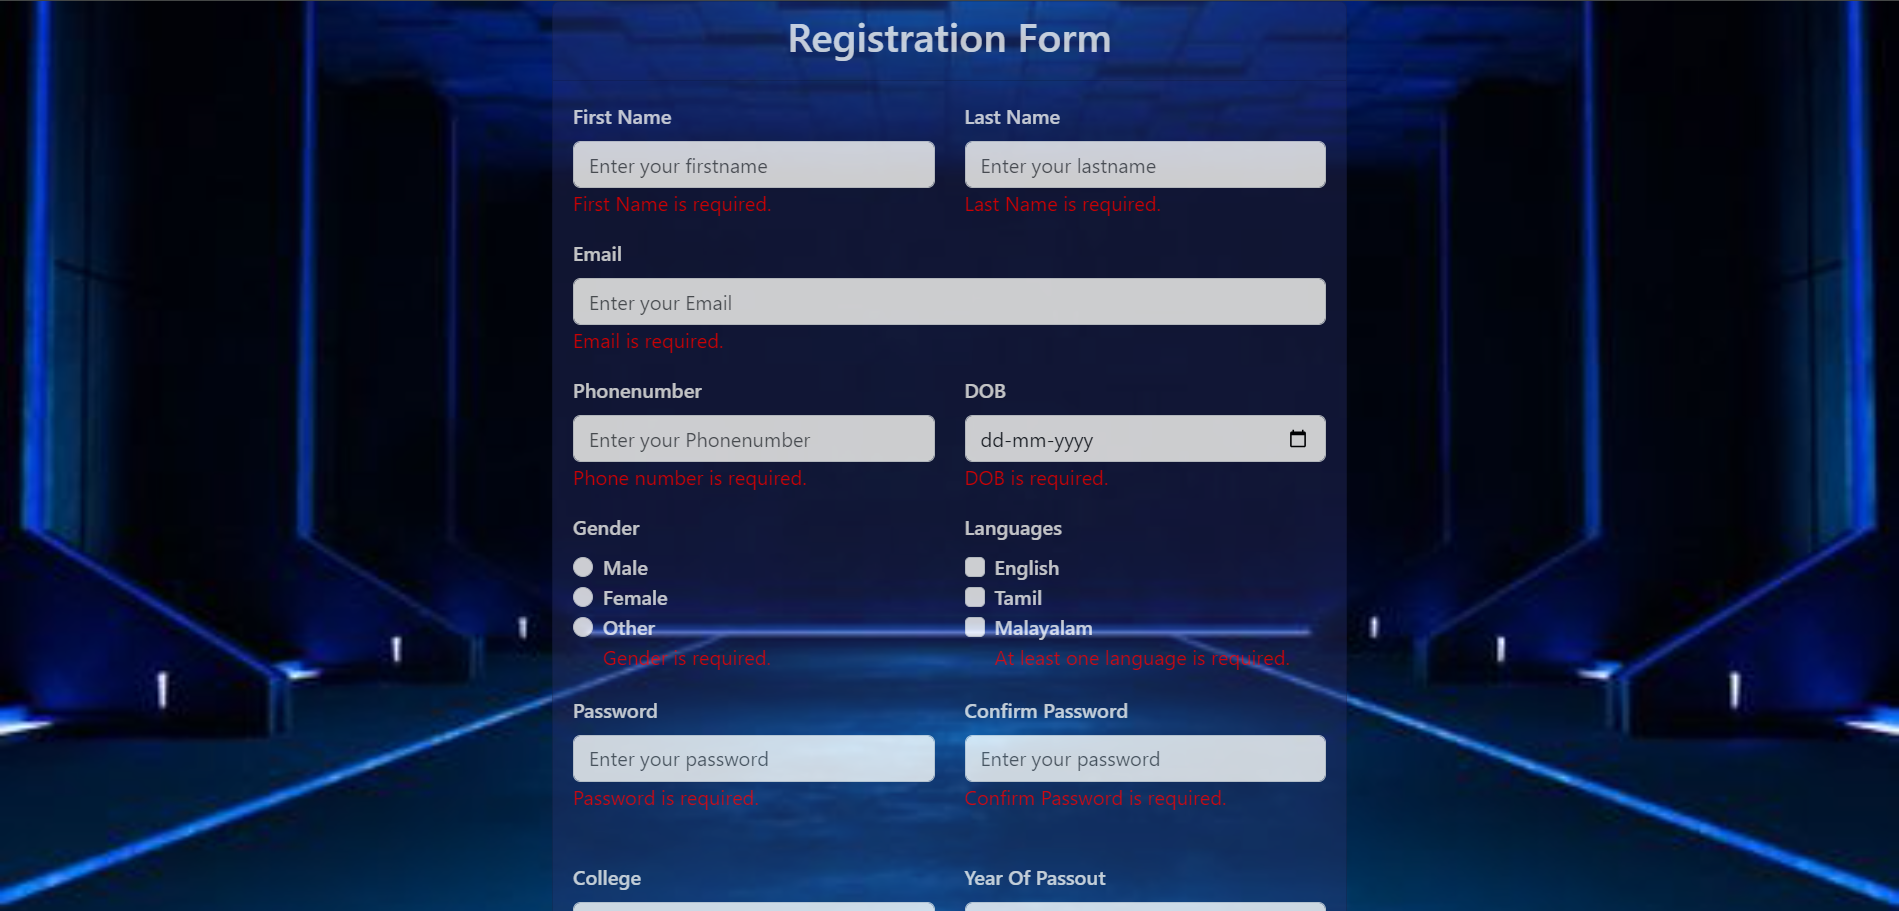 Registration Form
First Name
Last Name
Enter your firstname
Enter your lastname
First Name is required.
Last Name is required.
Email
Enter your Email
Email is required.
Phonenumber
DOB
Enter your Phonenumber
dd-mm-yyyy
Phone number is required.
DOB is required.
Gender
Languages
Male
English
Female
Tamil
Other
Malayalam
Gender is required.
At least one language is required.
Password
Confirm Password
Enter your password
Enter your password
Password is required.
Confirm Password is required.
College
Year Of Passout